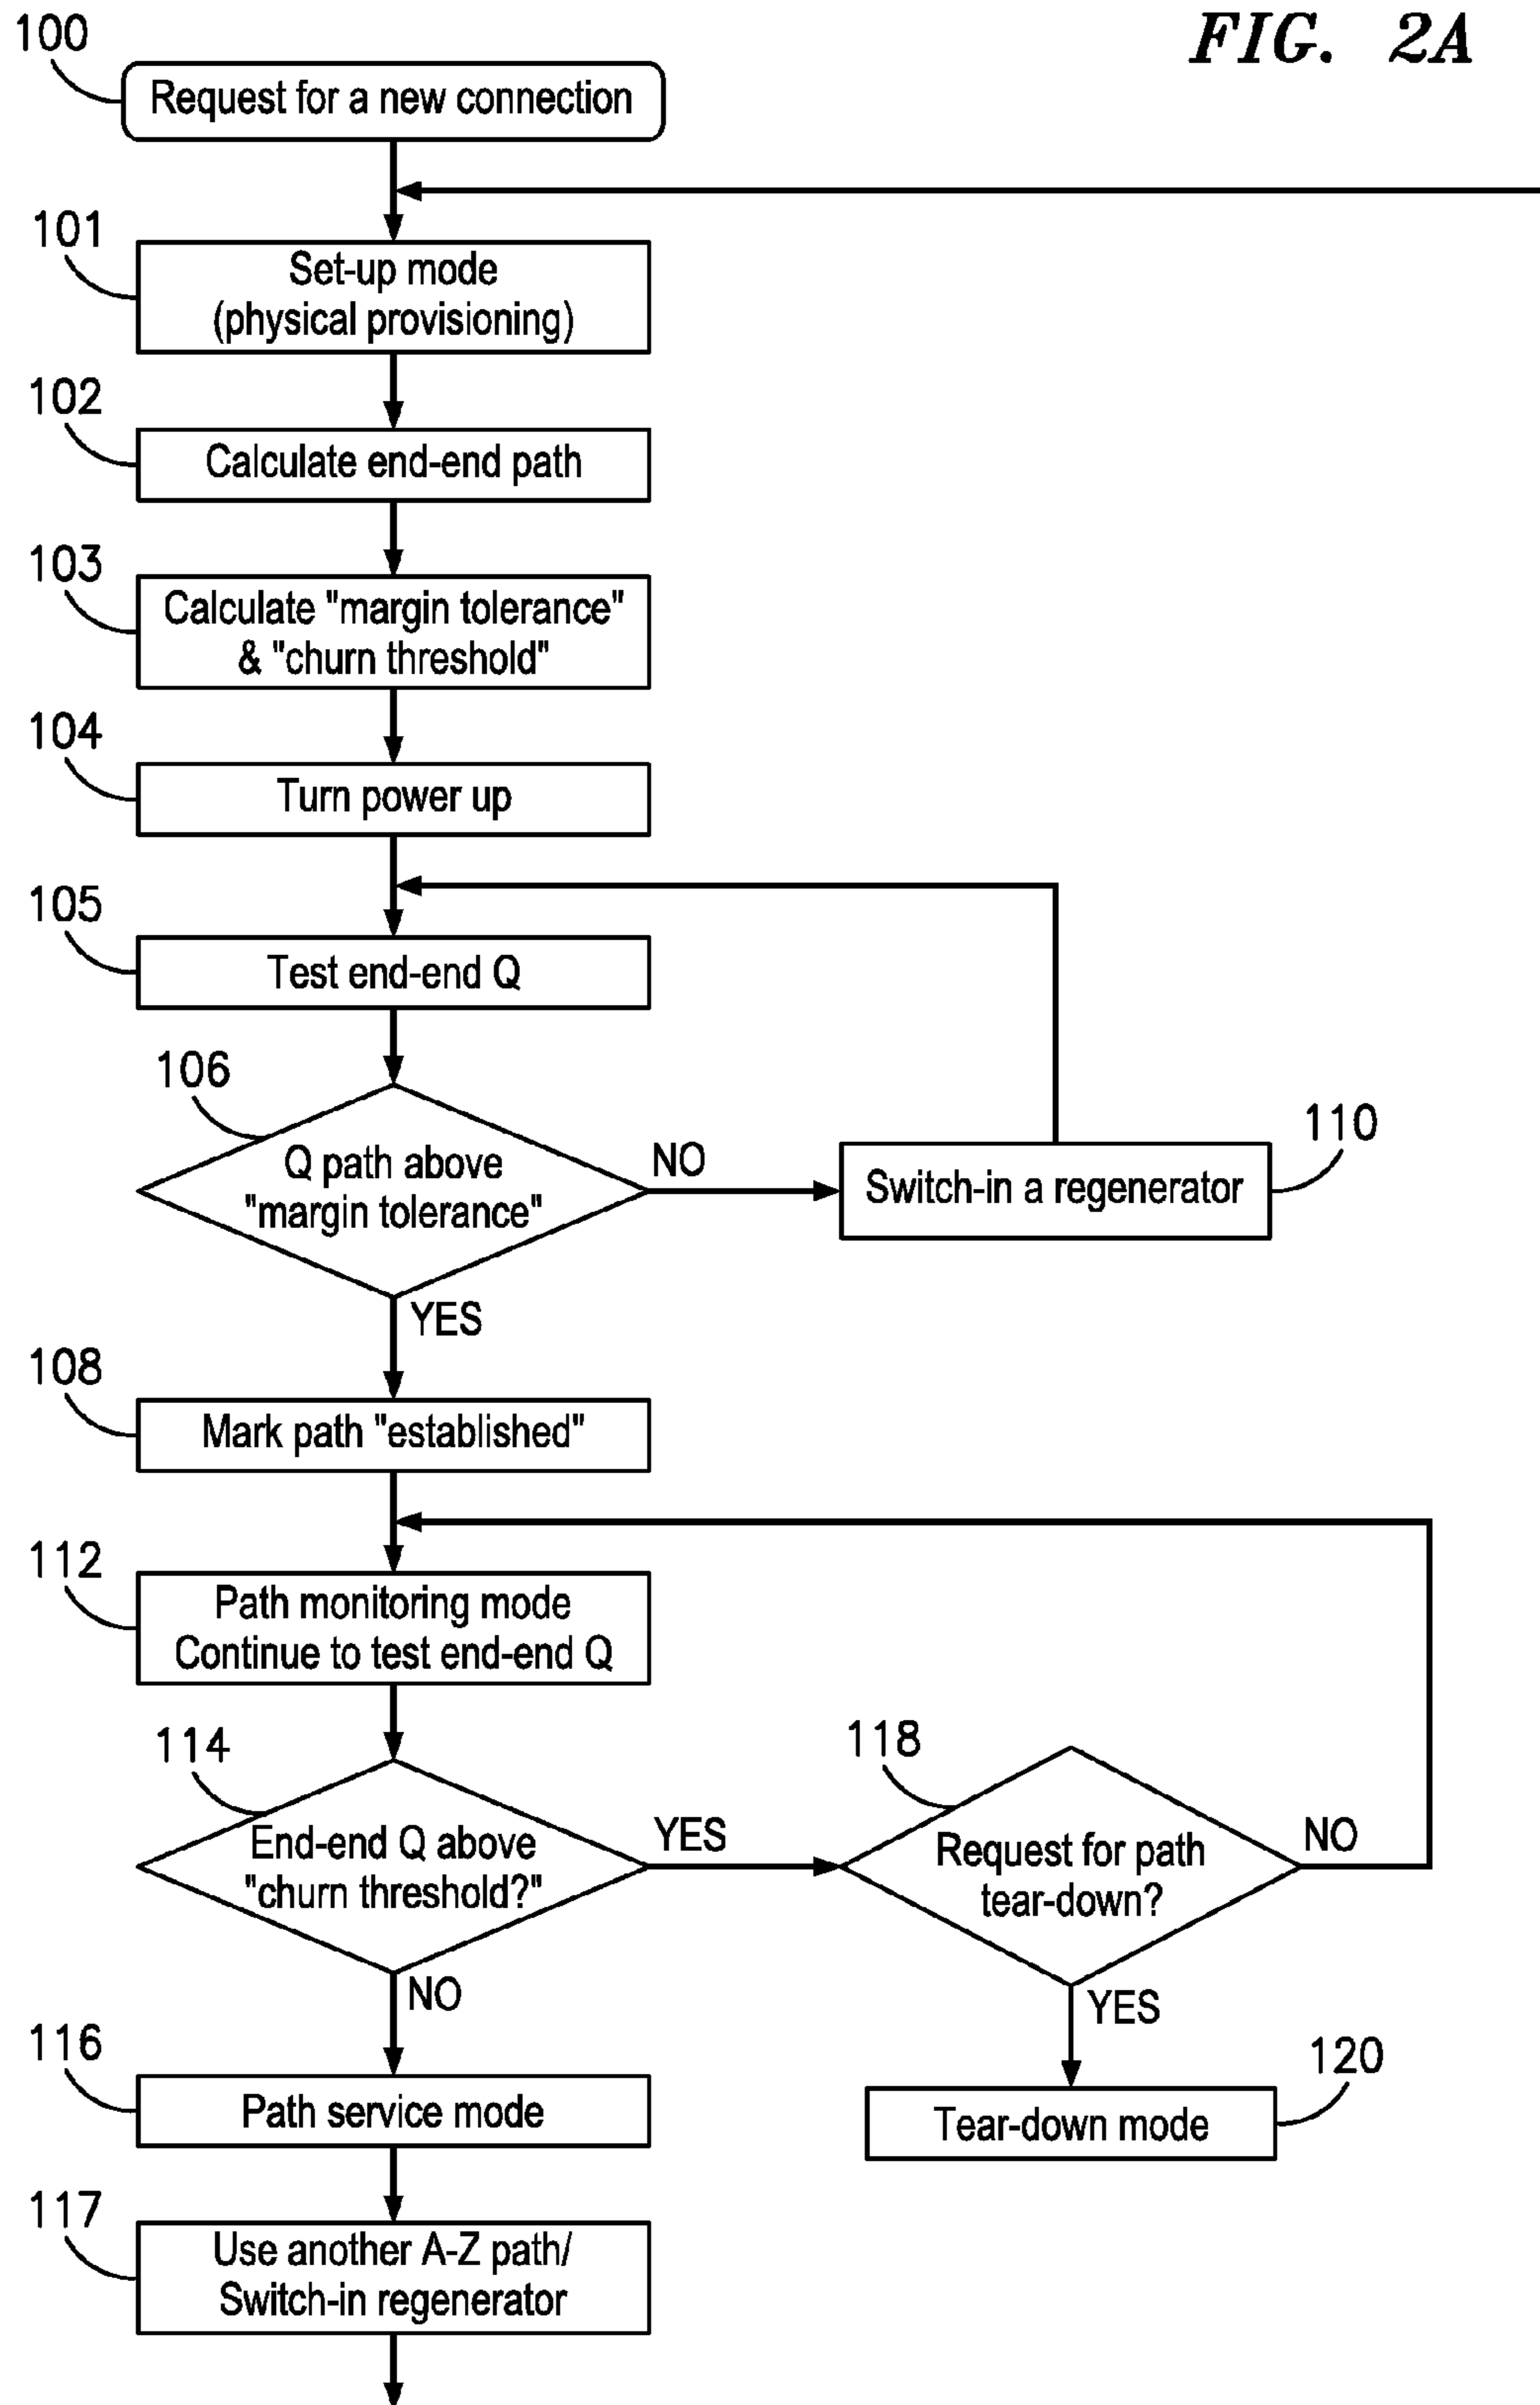 FIG. 2A
100
Request for a new connection
101
Set-up mode
(physical provisioning)
102
Calculate end-end path
103
Calculate "margin tolerance"
& "churn threshold"
104
Turn power up
105
Test end-end Q
106
Q path above
"margin tolerance"
NO
110
Switch-in a regenerator
YES
108
Mark path "established"
112
Path monitoring mode
Continue to test end-end Q
114
End-end Q above
"churn threshold?"
YES
118
Request for path
tear-down?
NO
NO
YES
116
Path service mode
120
Tear-down mode
117
Use another A-Z path/
Switch-in regenerator